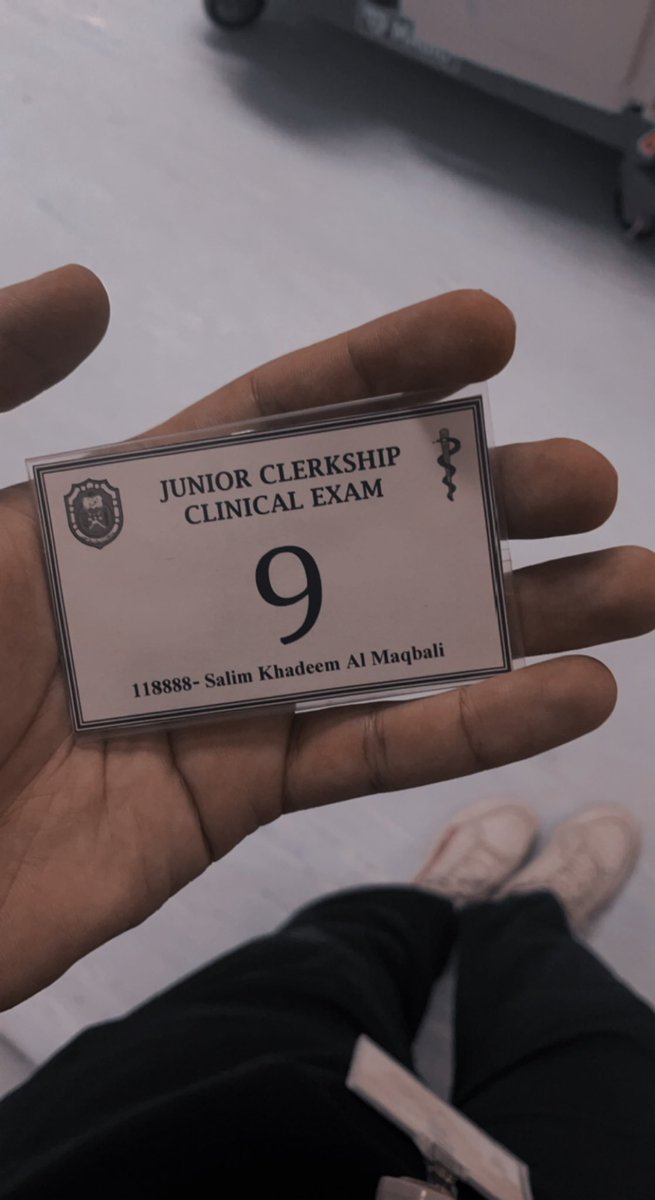 JUNIOR CLERKSHIP
CLINICAL EXAM
9
118888- Salim Khadeem Al Maqbali